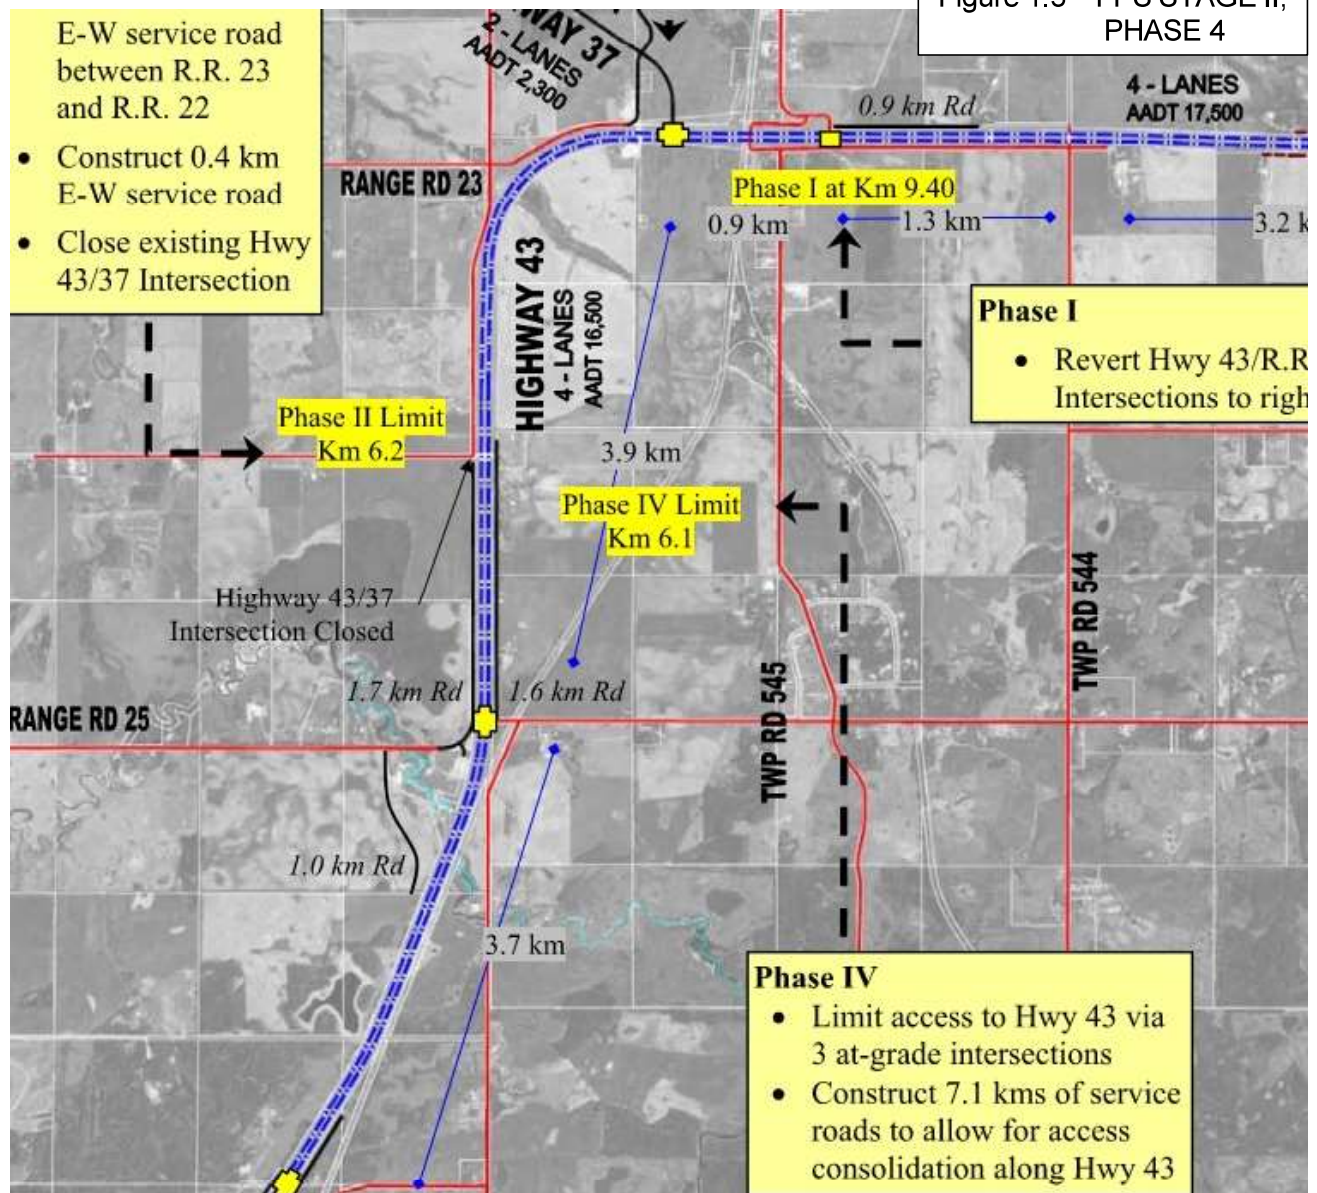 PHASE 4
E-W service road
between R.R. 23
and R.R. 22
• Construct 0.4 km
E-W service road
• Close existing Hwy
43/37 Intersection
WAY 37
2 - LANES
AADT 2,300
4 - LANES
AADT 17,500
0.9 km Rd
RANGE RD 23
Phase I at Km 9.40
0.9 km
1.3 km
3.2 k
HIGHWAY 43
4 - LANES
AADT 16,500
Phase I
• Revert Hwy 43/R.R
Intersections to righ
Phase II Limit
Km 6.2
3.9 km
Phase IV Limit
Km 6.1
Highway 43/37
Intersection Closed
TWP RD 544
TWP RD 545
1.7 km Rd
1.6 km Rd
RANGE RD 25
1.0 km Rd
3.7 km
Phase IV
• Limit access to Hwy 43 via
3 at-grade intersections
• Construct 7.1 kms of service
roads to allow for access
consolidation along Hwy 43